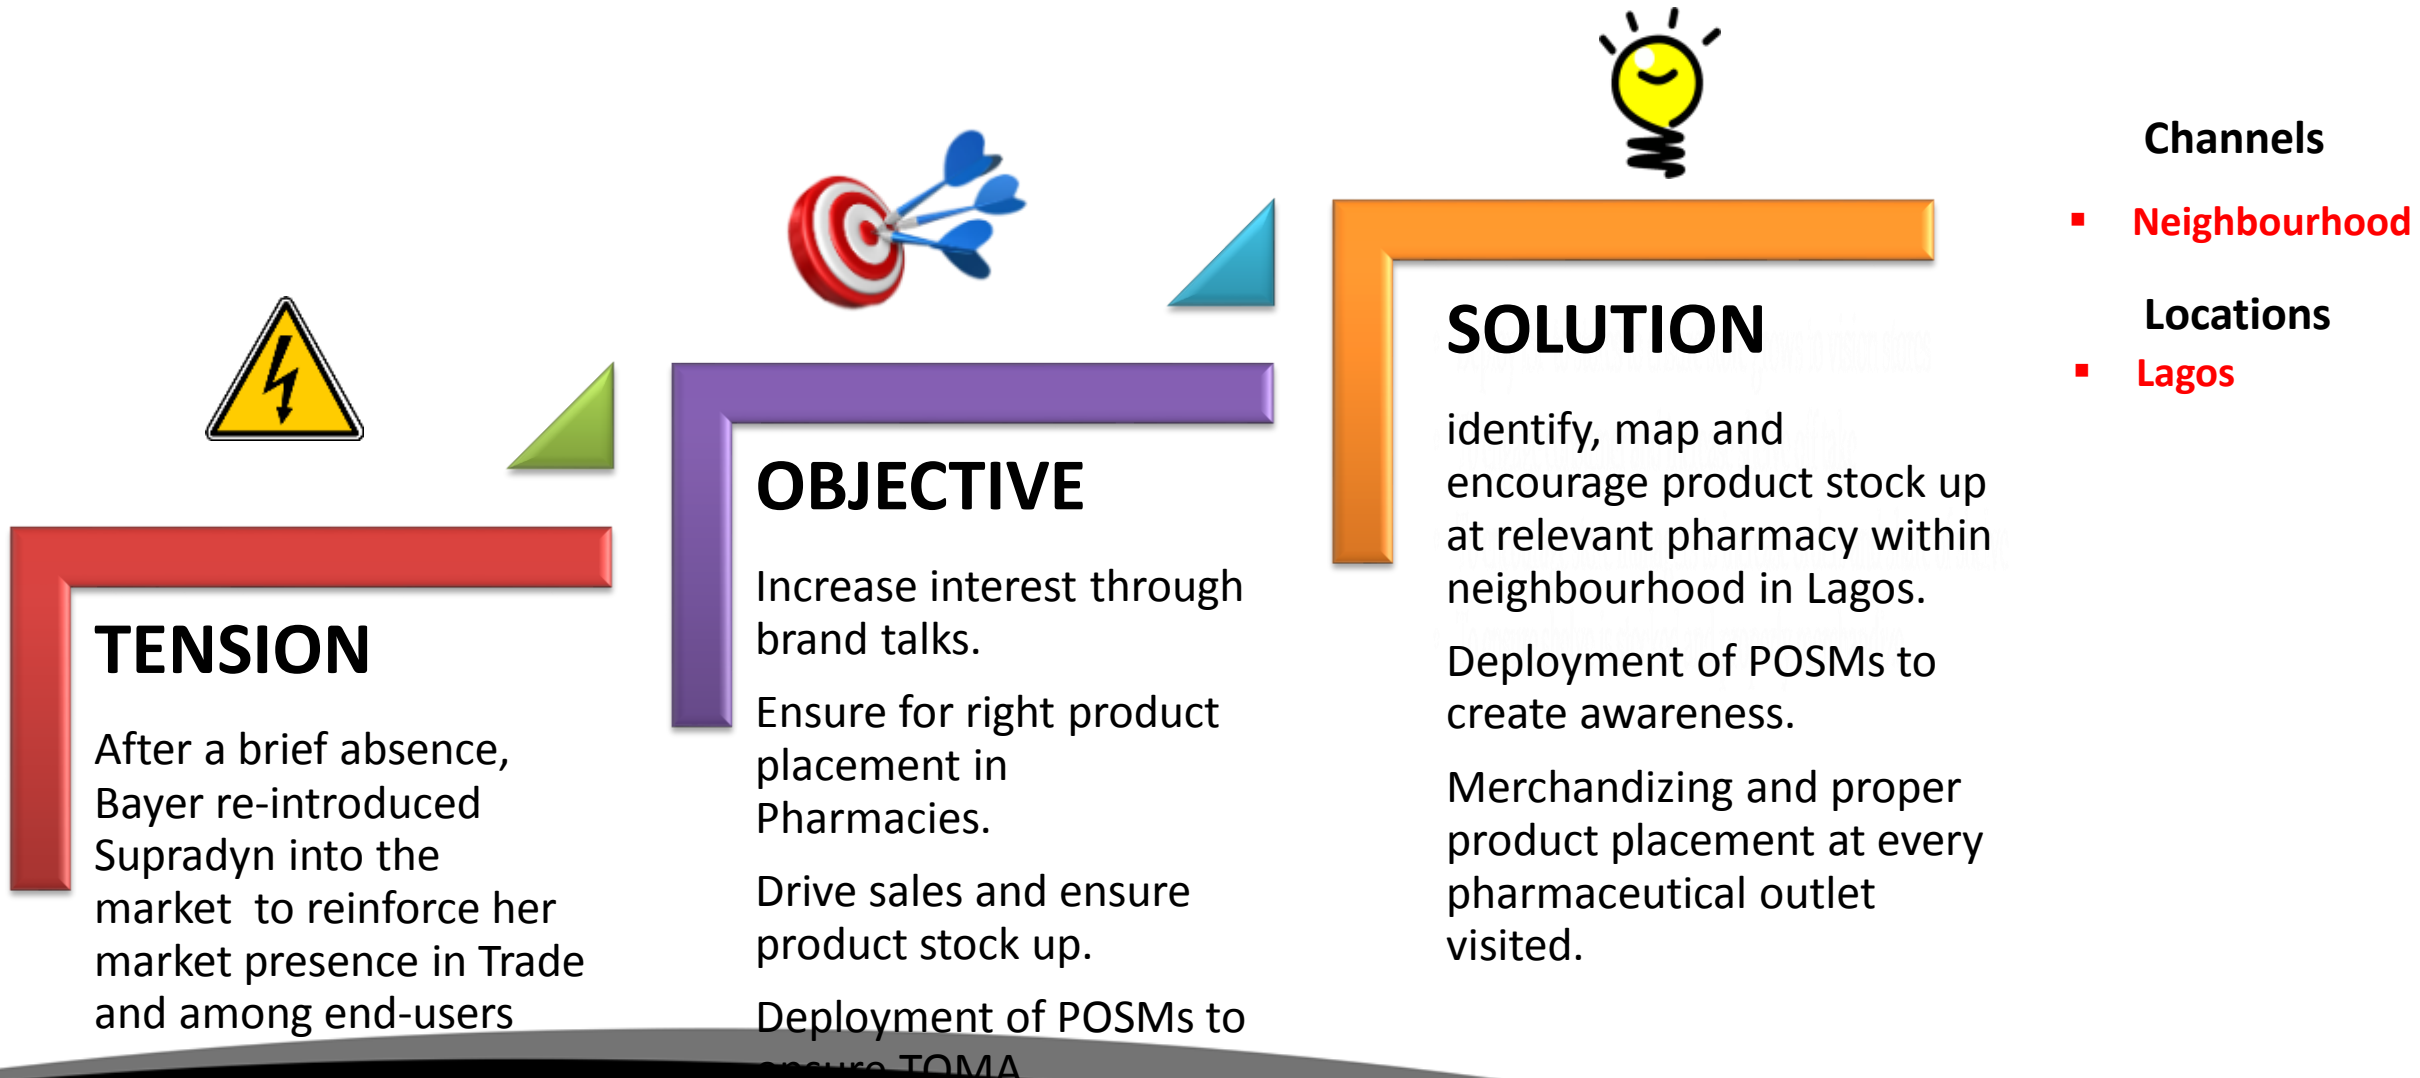 TENSION
After a brief absence,
Bayer re-introduced
Supradyn into the
market  to reinforce her
market presence in Trade
and among end-users
OBJECTIVE
Increase interest through
brand talks.
Ensure for right product
placement in
Pharmacies.
Drive sales and ensure
product stock up.
Deployment of POSMs to
ensure TOMA
SOLUTION
identify, map and
encourage product stock up
at relevant pharmacy within
neighbourhood in Lagos.
Deployment of POSMs to
create awareness.
Merchandizing and proper
product placement at every
pharmaceutical outlet
visited.
Channels
▪ Neighbourhood
Locations
▪ Lagos